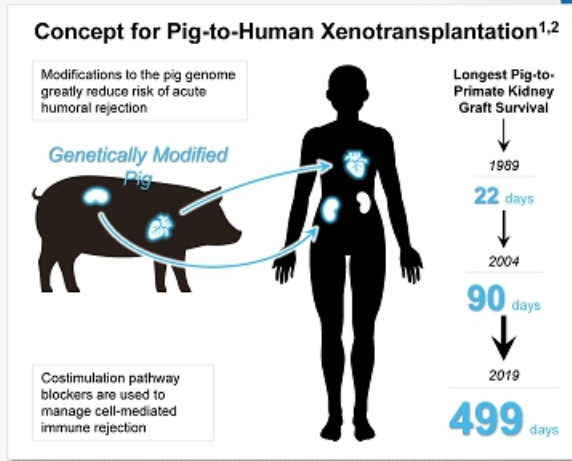 Concept for Pig-to-Human Xenotransplantation1,2
Modifications to the pig genome
greatly reduce risk of acute
humoral rejection
Genetically Modified
Pig
Costimulation pathway
blockers are used to
manage cell-mediated
immune rejection
Longest Pig-to-
Primate Kidney
Graft Survival
1989
22 days
2004
90 days
2019
499 days